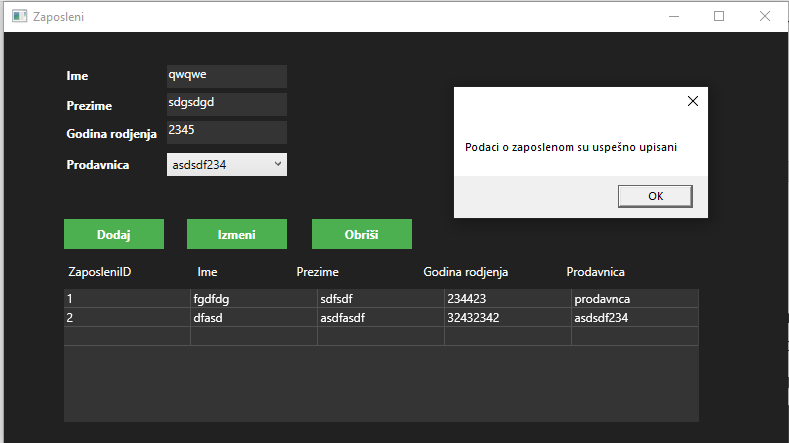 Zaposleni
Ime qwqwe
Prezime sdgsdgd
Godina rodjenja 2345
Prodavnica asdsdf234
Podaci o zaposlenom su uspešno upisani
OK
Dodaj Izmeni Obriši
ZaposleniID Ime Prezime Godina rodjenja Prodavnica
1 fgdfdg sdfsdf 234423 prodavnca
2 dfasd asdfasdf 32432342 asdsdf234